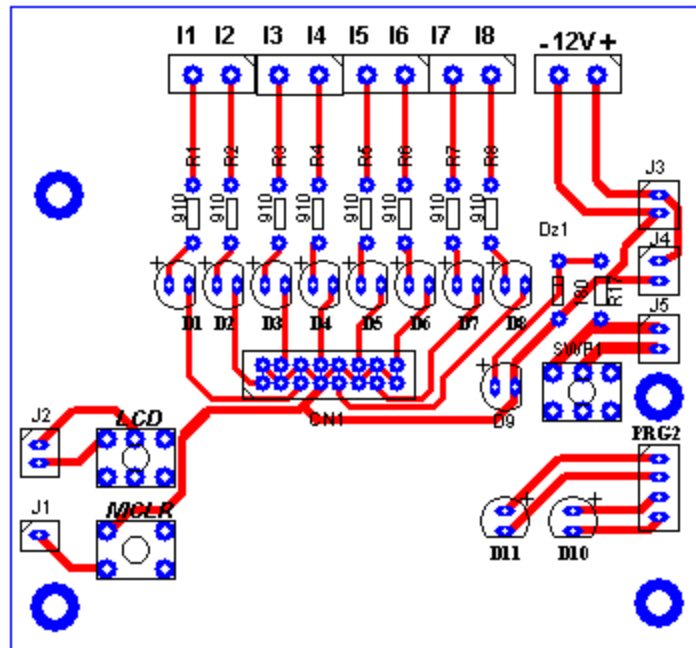 I1 I2 I3 I4 I5 I6 I7 I8 - 12V +
R1 R2 R3 R4 R5 R6 R7 R8
J3
910 910 910 910 910 910 910 910
Dz1 J4
+ + + + + + + +
D1 D2 D3 D4 D5 D6 D7 D8
J5
CN1 + D9
J2 LCD
PRG2
J1 MCLR
+ +
D11 D10